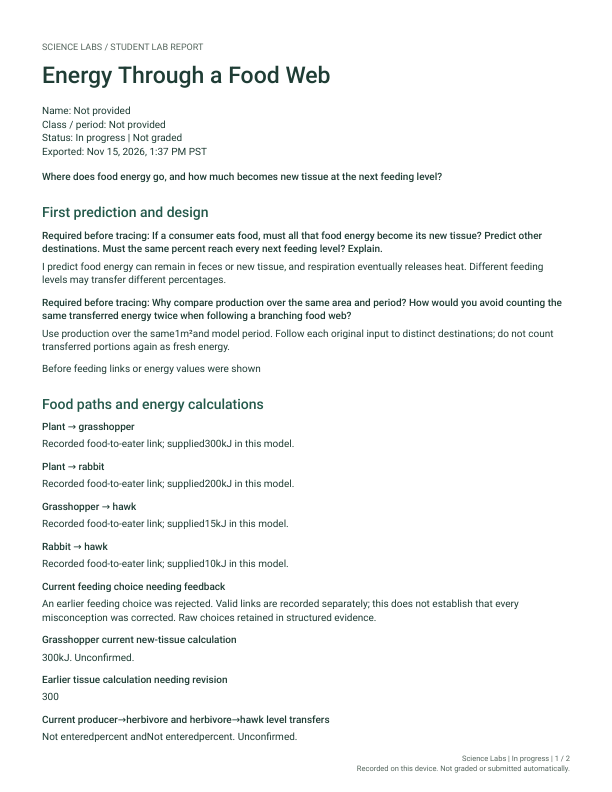 SCIENCE LABS / STUDENT LAB REPORT
Energy Through a Food Web
Name: Not provided
Class / period: Not provided
Status: In progress | Not graded
Exported: Nov 15, 2026, 1:37 PM PST
Where does food energy go, and how much becomes new tissue at the next feeding level?
First prediction and design
Required before tracing: If a consumer eats food, must all that food energy become its new tissue? Predict other
destinations. Must the same percent reach every next feeding level? Explain.
I predict food energy can remain in feces or new tissue, and respiration eventually releases heat. Different feeding
levels may transfer different percentages.
Required before tracing: Why compare production over the same area and period? How would you avoid counting the
same transferred energy twice when following a branching food web?
Use production over the same1m²and model period. Follow each original input to distinct destinations; do not count
transferred portions again as fresh energy.
Before feeding links or energy values were shown
Food paths and energy calculations
Plant → grasshopper
Recorded food-to-eater link; supplied300kJ in this model.
Plant → rabbit
Recorded food-to-eater link; supplied200kJ in this model.
Grasshopper → hawk
Recorded food-to-eater link; supplied15kJ in this model.
Rabbit → hawk
Recorded food-to-eater link; supplied10kJ in this model.
Current feeding choice needing feedback
An earlier feeding choice was rejected. Valid links are recorded separately; this does not establish that every
misconception was corrected. Raw choices retained in structured evidence.
Grasshopper current new-tissue calculation
300kJ. Unconfirmed.
Earlier tissue calculation needing revision
300
Current producer→herbivore and herbivore→hawk level transfers
Not enteredpercent andNot enteredpercent. Unconfirmed.
Science Labs | In progress | 1 / 2
Recorded on this device. Not graded or submitted automatically.